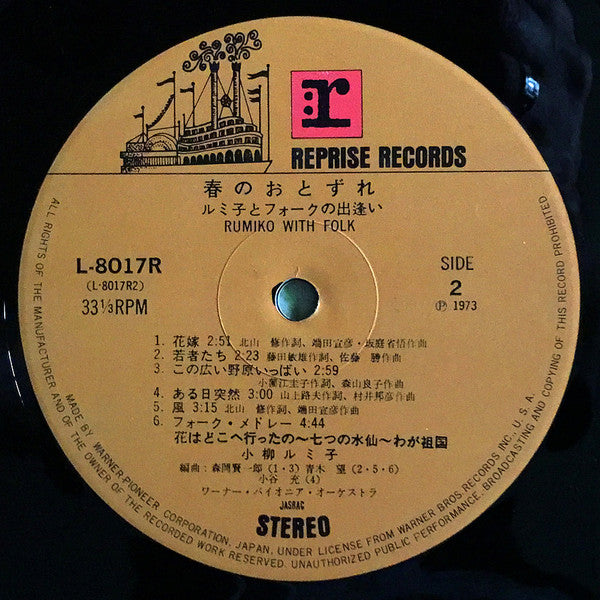 r
REPRISE RECORDS
春のおとずれ
ルミ子とフォークの出逢い
RUMIKO WITH FOLK
L-8017R
(L-8017R2)
33 1/3 RPM
SIDE
2
Ⓟ 1973
1. 花嫁 2:51 北山 修作詞、端田宣彦・坂庭省悟作曲
2. 若者たち 2:23 藤田敏雄作詞、佐藤 勝作曲
3. この広い野原いっぱい 2:59
小薗江圭子作詞、森山良子作曲
4. ある日突然 3:00 山上路夫作詞、村井邦彦作曲
5. 風 3:15 北山 修作詞、端田宣彦作曲
6. フォーク・メドレー 4:44
花はどこへ行ったの〜七つの水仙〜わが祖国
小柳ルミ子
編曲:森岡賢一郎(1・3)青木 望(2・5・6)
小谷 充(4)
ワーナー・パイオニア・オーケストラ
JASRAC
STEREO
ALL RIGHTS OF THE MANUFACTURER AND OF THE OWNER OF THE RECORDED WORK RESERVED. UNAUTHORIZED PUBLIC PERFORMANCE, BROADCASTING AND COPYING OF THIS RECORD PROHIBITED
MADE BY WARNER-PIONEER CORPORATION, JAPAN, UNDER LICENSE FROM WARNER BROS. RECORDS INC. U.S.A.